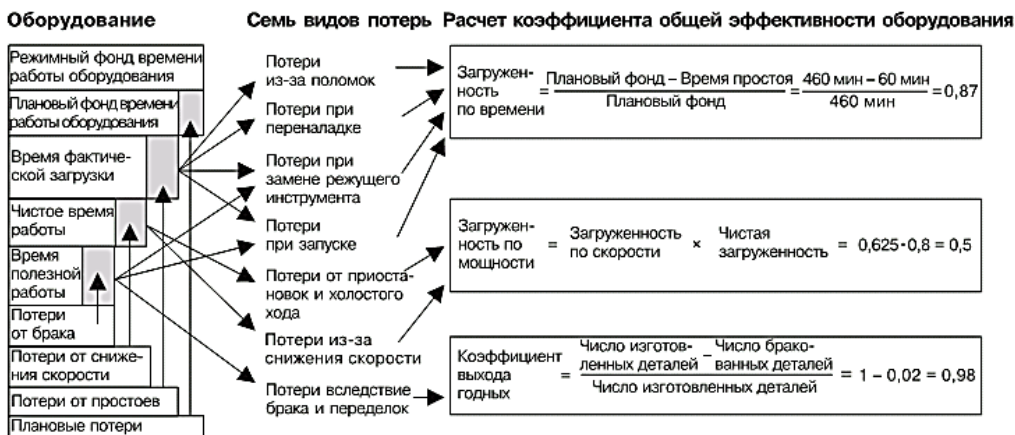 Оборудование
Режимный фонд времени
работы оборудования
Плановый фонд времени
работы оборудования
Время фактиче-
ской загрузки
Чистое время
работы
Время
полезной
работы
Потери
от брака
Потери от сниже-
ния скорости
Потери от простоев
Плановые потери
Семь видов потерь
Потери
из-за поломок
Потери при
переналадке
Потери при
замене режущего
инструмента
Потери
при запуске
Потери от приоста-
новок и холостого
хода
Потери из-за
снижения скорости
Потери вследствие
брака и переделок
Расчет коэффициента общей эффективности оборудования
Загружен-
ность
по времени
= Плановый фонд – Время простоя
Плановый фонд
= 460 мин – 60 мин
460 мин
= 0,87
Загружен-
ность по
мощности
= Загруженность
по скорости
× Чистая
загруженность
= 0,625·0,8 = 0,5
Коэффициент
выхода
годных
= Число изготов-
ленных деталей
– Число брако-
ванных деталей
Число изготовленных деталей
= 1 – 0,02 = 0,98